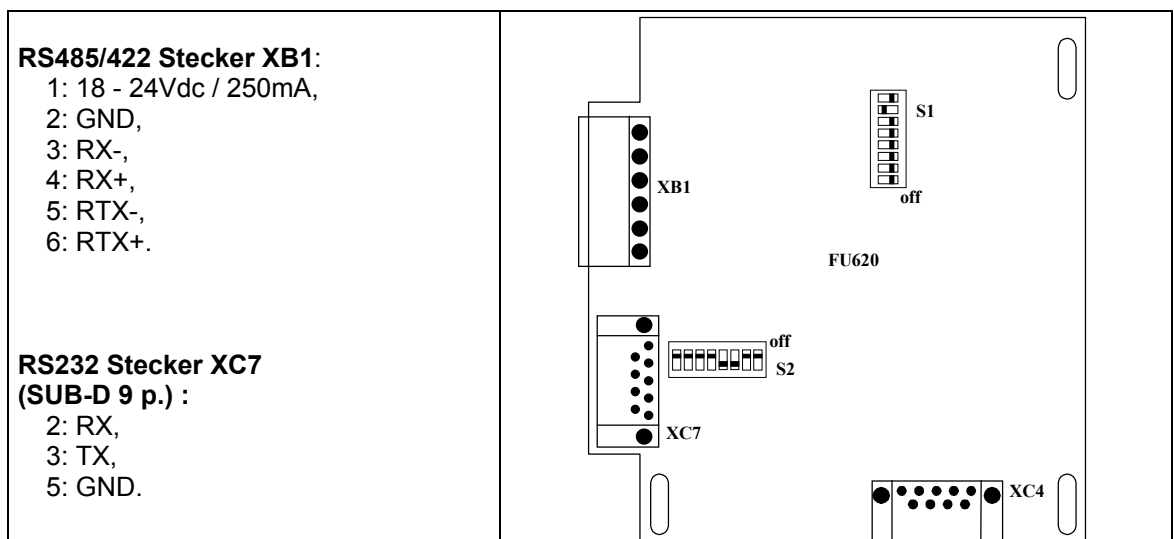 RS485/422 Stecker XB1:
1: 18 - 24Vdc / 250mA,
2: GND,
3: RX-,
4: RX+,
5: RTX-,
6: RTX+.
RS232 Stecker XC7
(SUB-D 9 p.) :
2: RX,
3: TX,
5: GND.
S1
off
XB1
FU620
off
S2
XC7
XC4